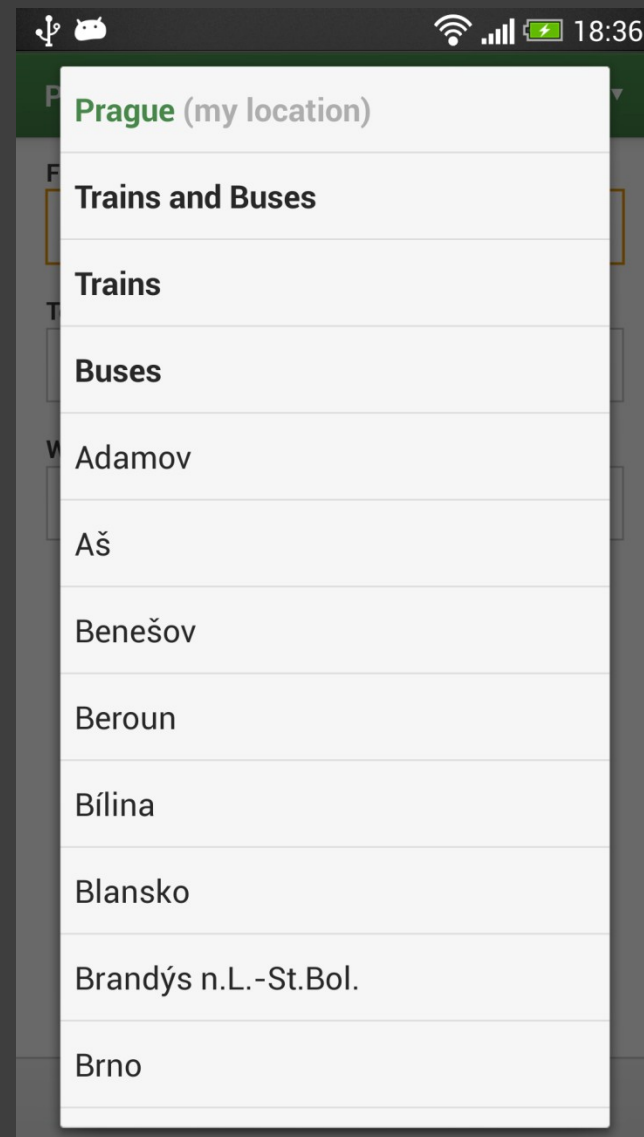 18:36
P
Prague (my location)
F
Trains and Buses
Trains
T
Buses
W
Adamov
Aš
Benešov
Beroun
Bílina
Blansko
Brandýs n.L.-St.Bol.
Brno